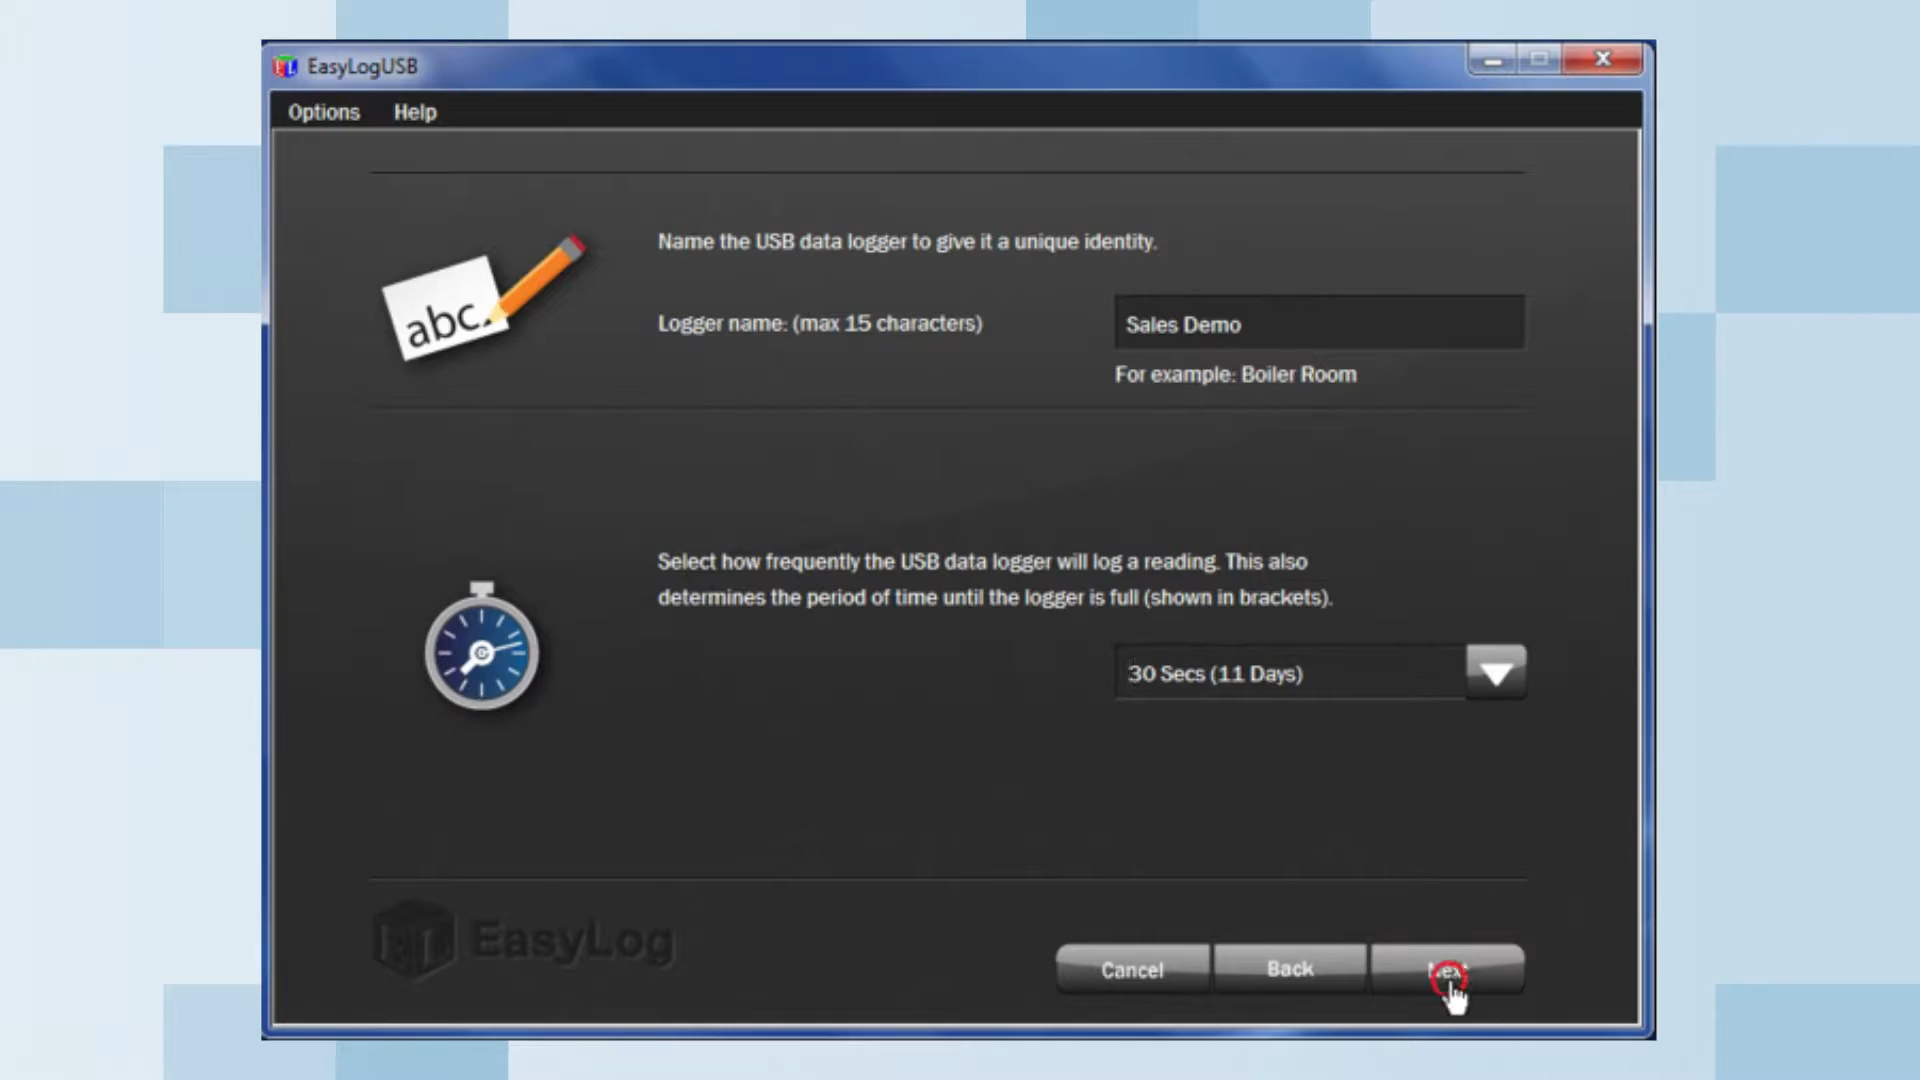 EasyLogUSB
Options Help
Name the USB data logger to give it a unique identity.
abc.
Logger name: (max 15 characters)
Sales Demo
For example: Boiler Room
Select how frequently the USB data logger will log a reading. This also
determines the period of time until the logger is full (shown in brackets).
30 Secs (11 Days)
EasyLog
Cancel Back Next